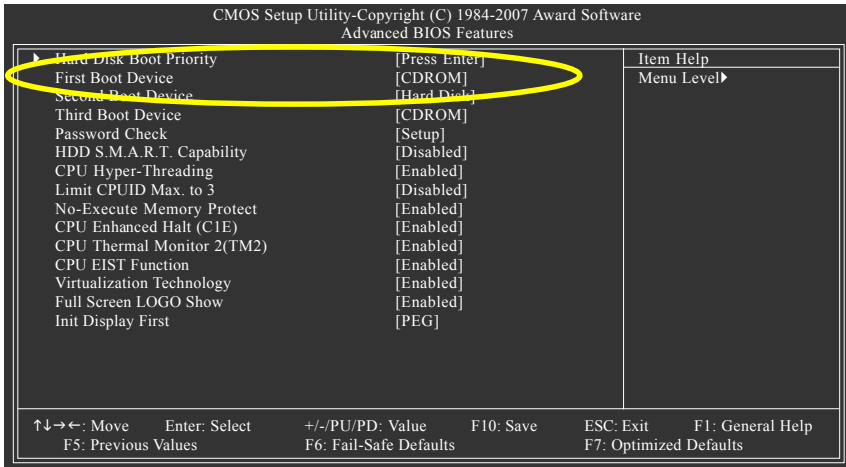 CMOS Setup Utility-Copyright (C) 1984-2007 Award Software
Advanced BIOS Features
Hard Disk Boot Priority [Press Enter]
First Boot Device [CDROM]
Second Boot Device [Hard Disk]
Third Boot Device [CDROM]
Password Check [Setup]
HDD S.M.A.R.T. Capability [Disabled]
CPU Hyper-Threading [Enabled]
Limit CPUID Max. to 3 [Disabled]
No-Execute Memory Protect [Enabled]
CPU Enhanced Halt (C1E) [Enabled]
CPU Thermal Monitor 2(TM2) [Enabled]
CPU EIST Function [Enabled]
Virtualization Technology [Enabled]
Full Screen LOGO Show [Enabled]
Init Display First [PEG]
Item Help
Menu Level▶
↑↓→←: Move Enter: Select +/-/PU/PD: Value F10: Save ESC: Exit F1: General Help
F5: Previous Values F6: Fail-Safe Defaults F7: Optimized Defaults